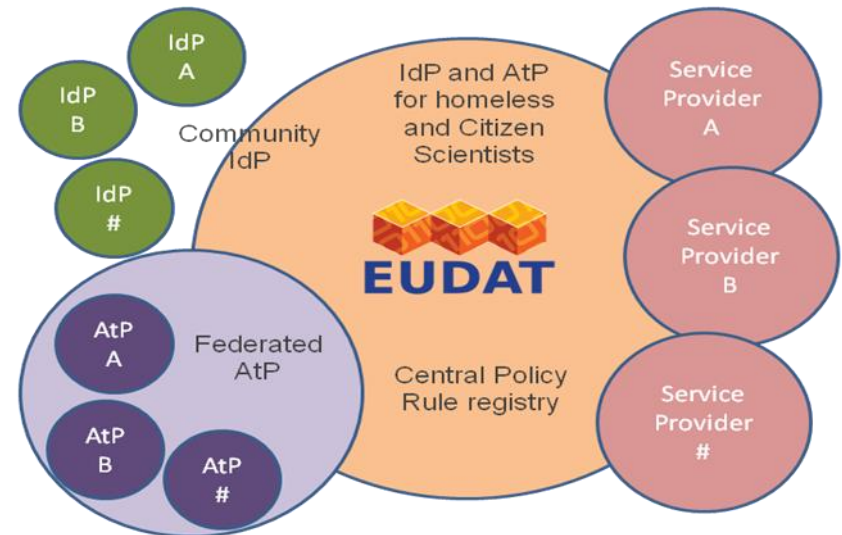 IdP
A
IdP
B
IdP
#
Community
IdP
IdP and AtP
for homeless
and Citizen
Scientists
EUDAT
Central Policy
Rule registry
Federated
AtP
AtP
A
AtP
B
AtP
#
Service
Provider
A
Service
Provider
B
Service
Provider
#